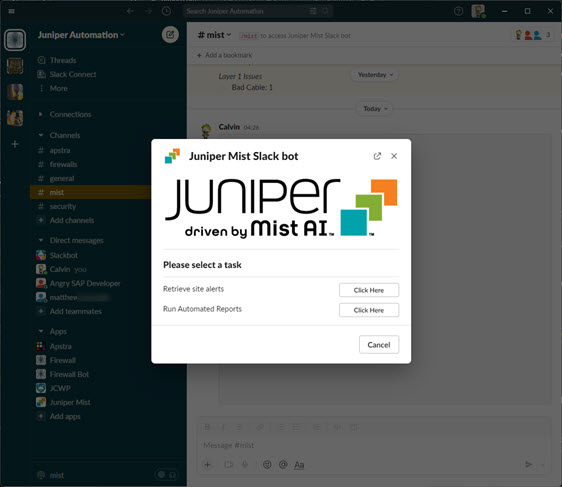 Search Juniper Automation
Juniper Automation
Threads
Slack Connect
More
Connections
Channels
# apstra
# firewalls
# general
# mist
# security
+ Add channels
Direct messages
Slackbot
Calvin you
Angry SAP Developer
matthew
+ Add teammates
Apps
Apstra
Firewall
Firewall Bot
JCWP
Juniper Mist
+ Add apps
mist
# mist
/mist to access Juniper Mist Slack bot
3
+ Add a bookmark
Layer 1 Issues
Bad Cable: 1
Yesterday
Today
Calvin 04:26
Juniper Mist Slack bot
JUNIPER
driven by Mist AI™ ™
Please select a task
Retrieve site alerts
Click Here
Run Automated Reports
Click Here
Cancel
Message #mist
Aa